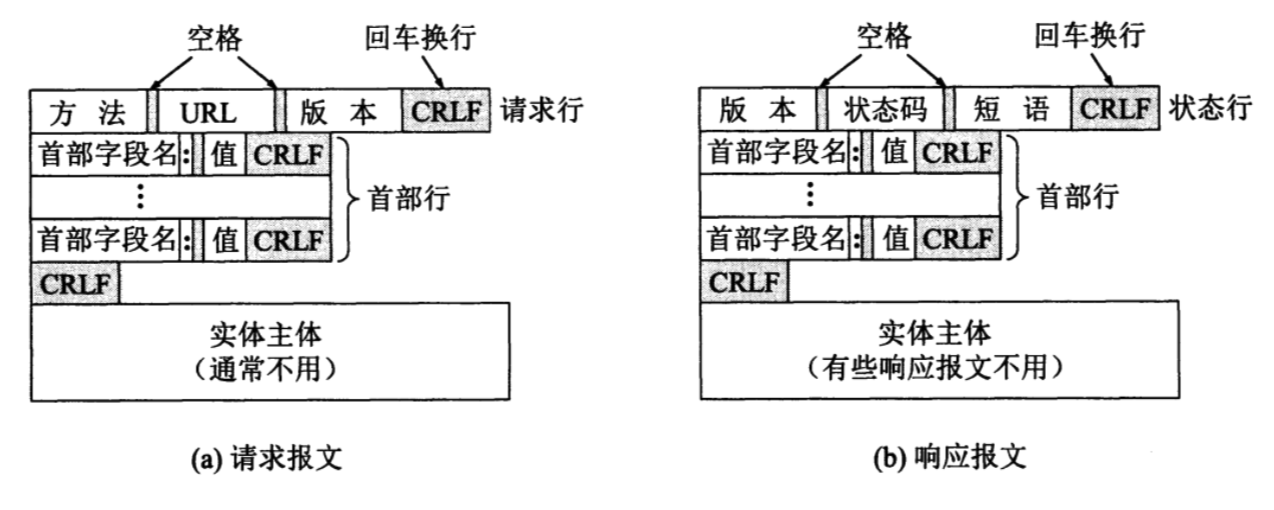 空格 回车换行
方法 URL 版本 CRLF 请求行
首部字段名: 值 CRLF
⋮
首部行
首部字段名: 值 CRLF
CRLF
实体主体
(通常不用)
(a) 请求报文
空格 回车换行
版本 状态码 短语 CRLF 状态行
首部字段名: 值 CRLF
⋮
首部行
首部字段名: 值 CRLF
CRLF
实体主体
(有些响应报文不用)
(b) 响应报文